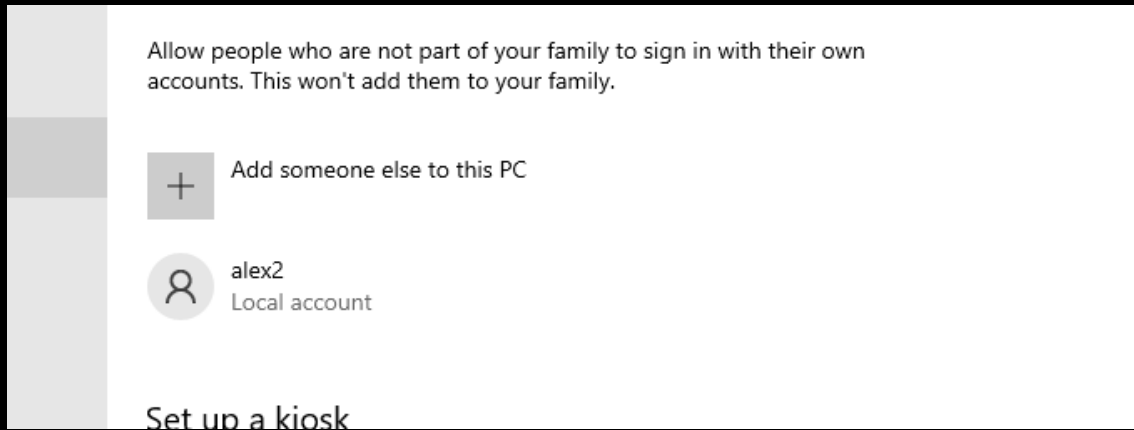 Allow people who are not part of your family to sign in with their own
accounts. This won't add them to your family.
Add someone else to this PC
alex2
Local account
Set up a kiosk